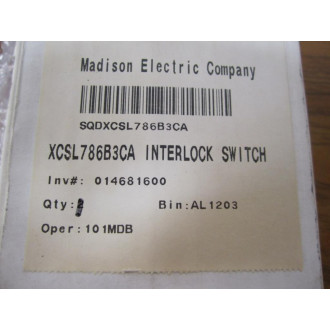 Madison Electric Company
SQDXCSL786B3CA
XCSL786B3CA INTERLOCK SWITCH
Inv#: 014681600
Qty: Bin:AL1203
Oper: 101MDB